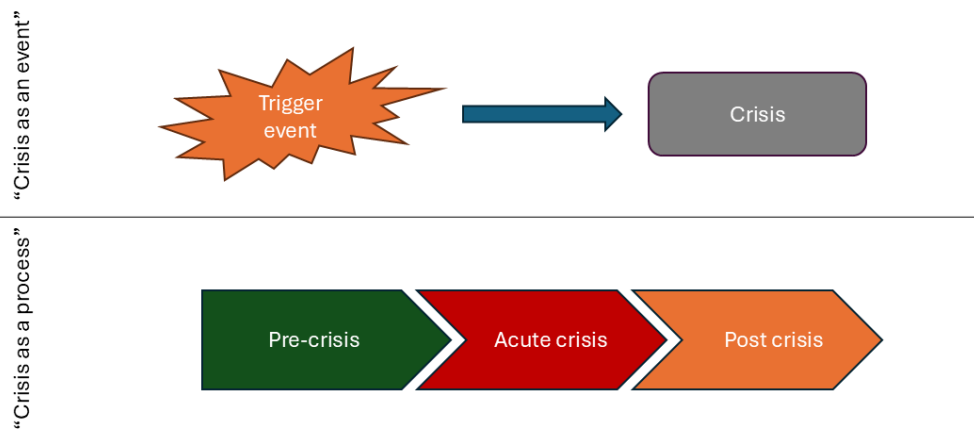 “Crisis as an event”
Trigger
event
Crisis
“Crisis as a process”
Pre-crisis
Acute crisis
Post crisis